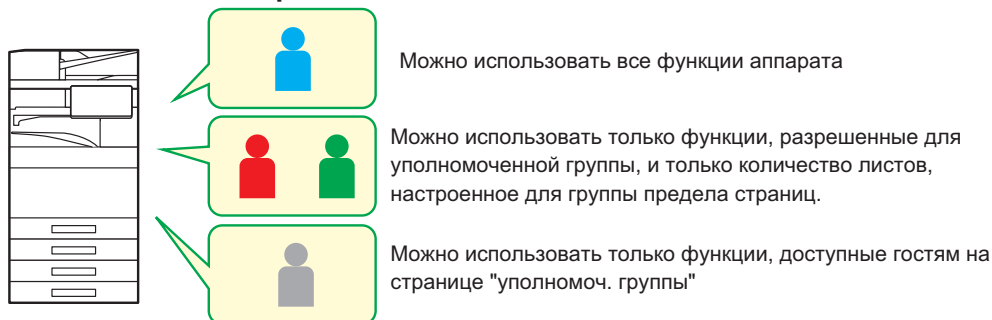 Можно использовать все функции аппарата
Можно использовать только функции, разрешенные для
уполномоченной группы, и только количество листов,
настроенное для группы предела страниц.
Можно использовать только функции, доступные гостям на
странице "уполномоч. группы"